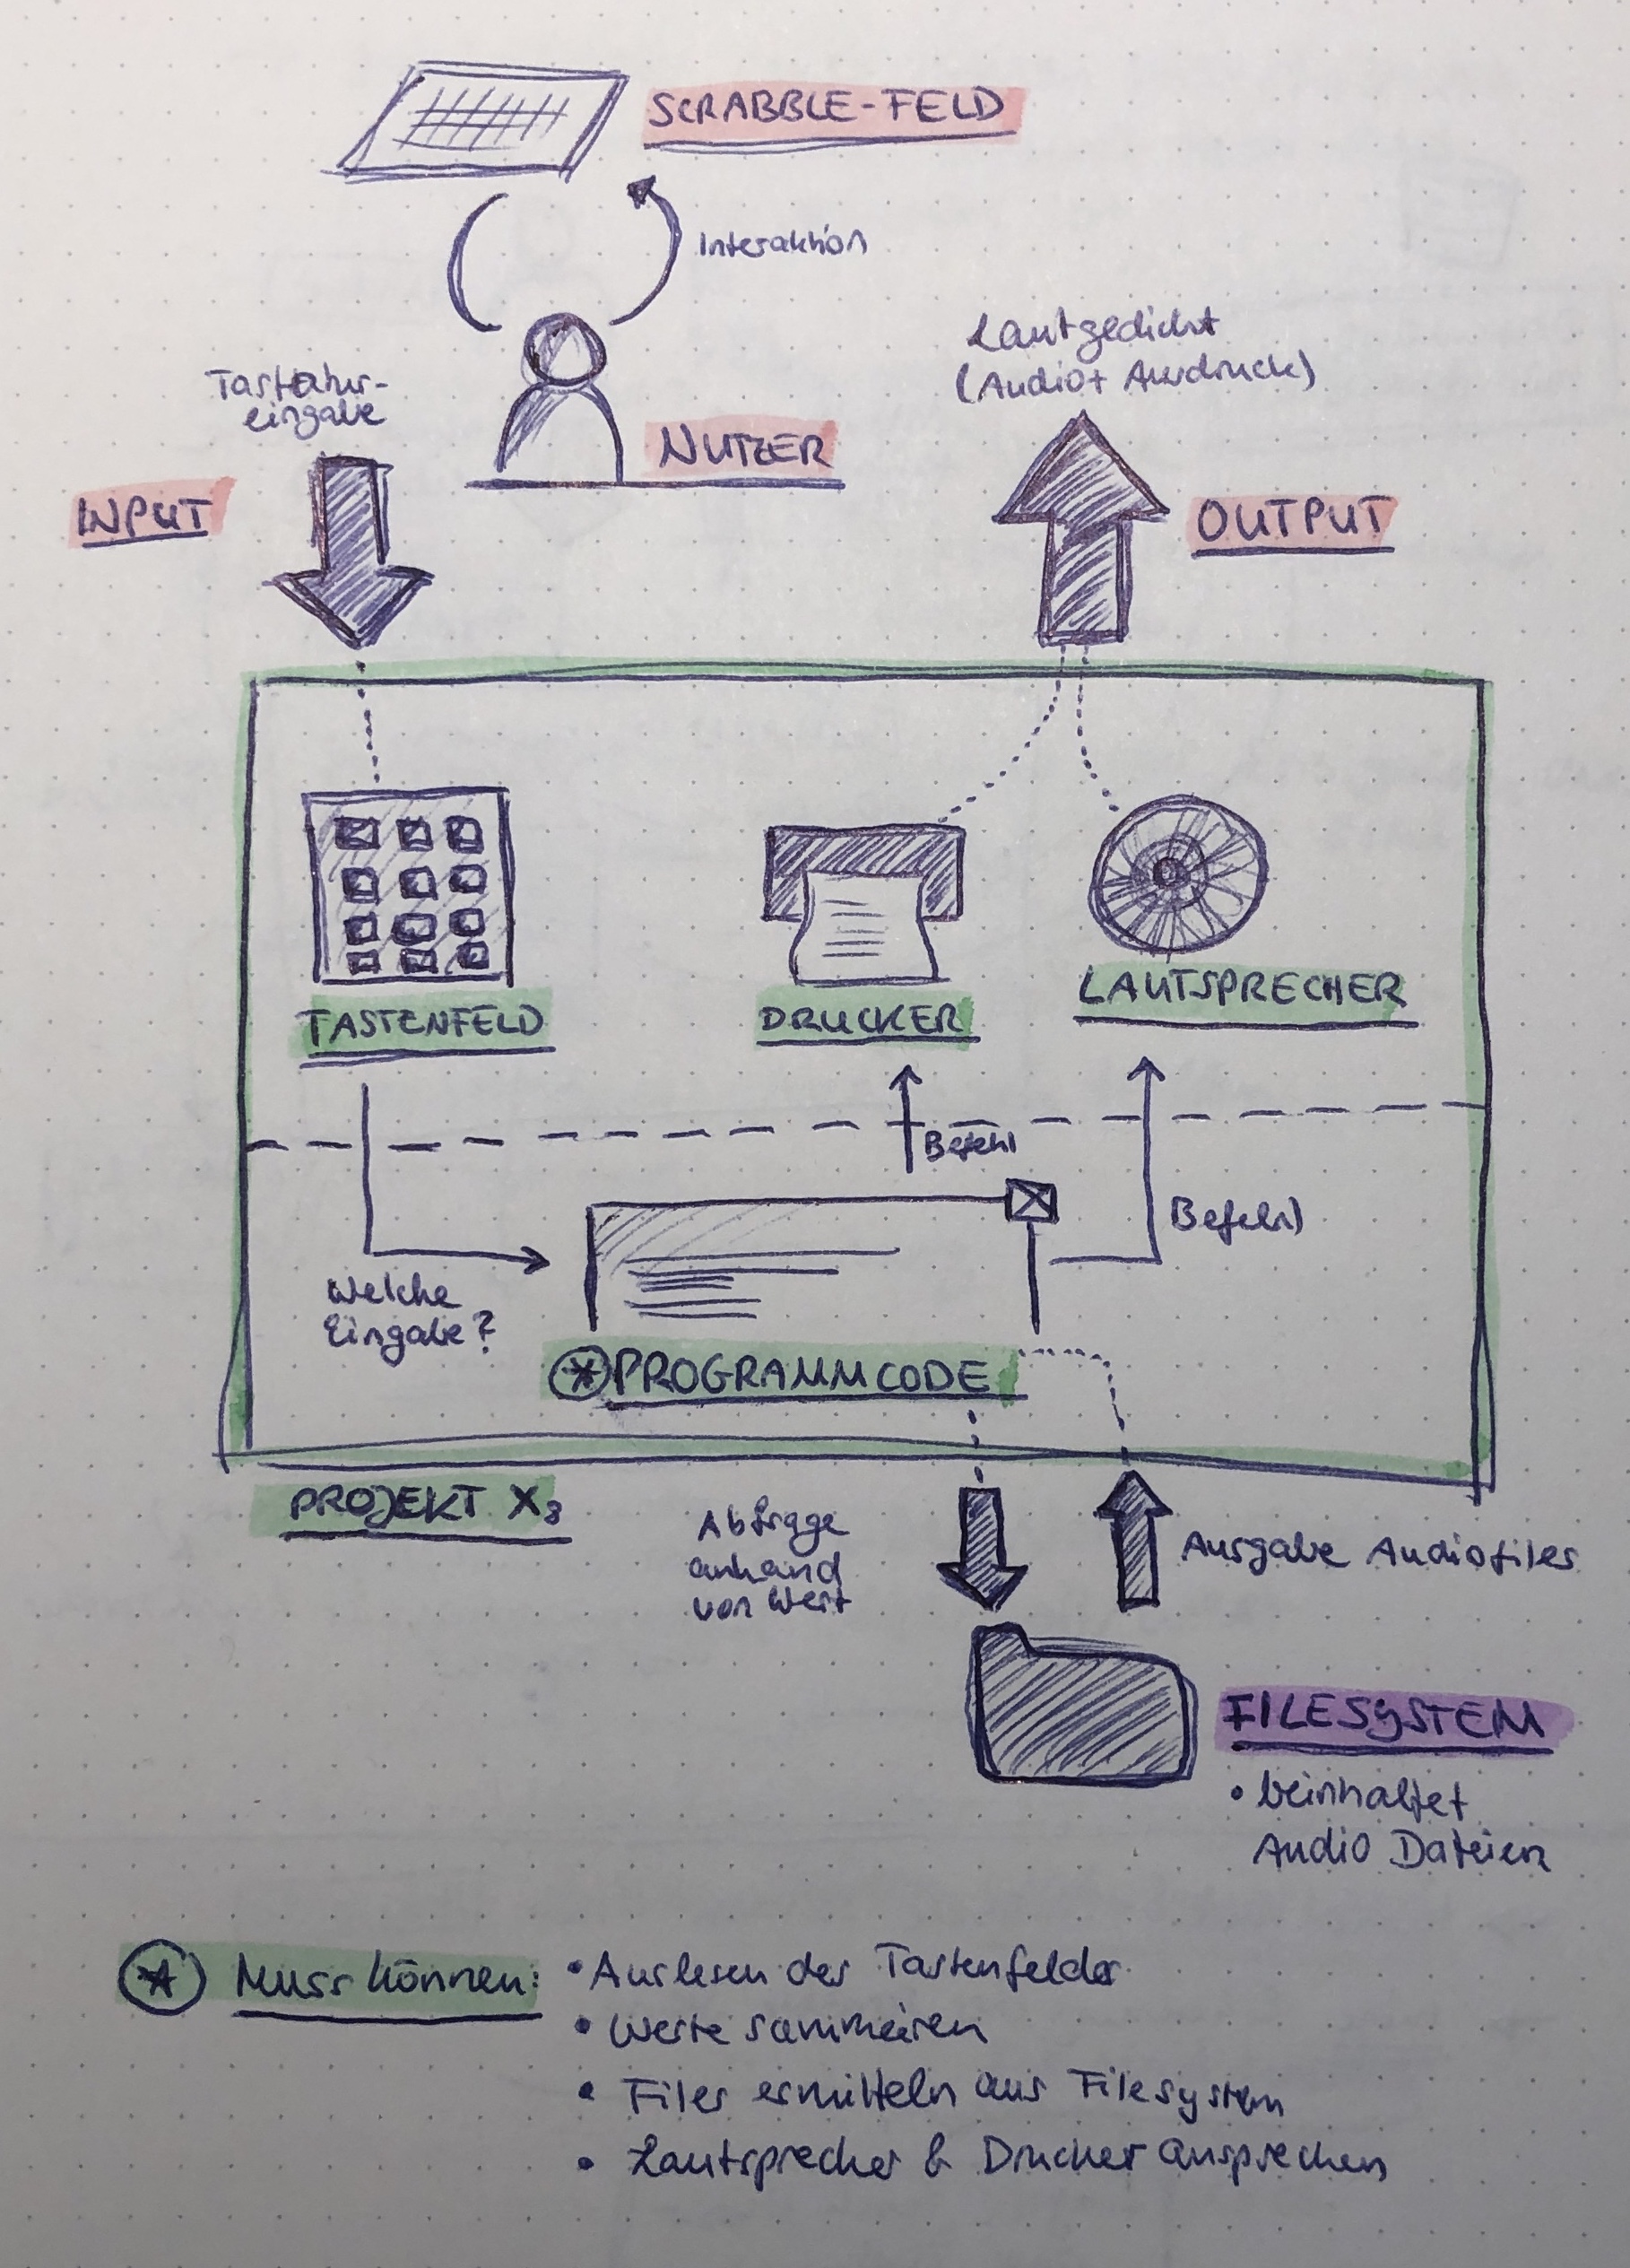 SCRABBLE-FELD
Interaktion
Lautgedicht
(Audio + Ausdruck)
Tastatur-
eingabe
NUTZER
INPUT
OUTPUT
TASTENFELD
DRUCKER
LAUTSPRECHER
Befehl
Befehl
Welche
Eingabe?
PROGRAMMCODE
PROJEKT X3
Abfrage
anhand
von Wert
Ausgabe Audiofiles
FILESYSTEM
• beinhaltet
Audio Dateien
Muss können: • Auslesen der Tastenfelder
• Werte summieren
• Files ermitteln aus Filesystem
• Lautsprecher & Drucker ansprechen